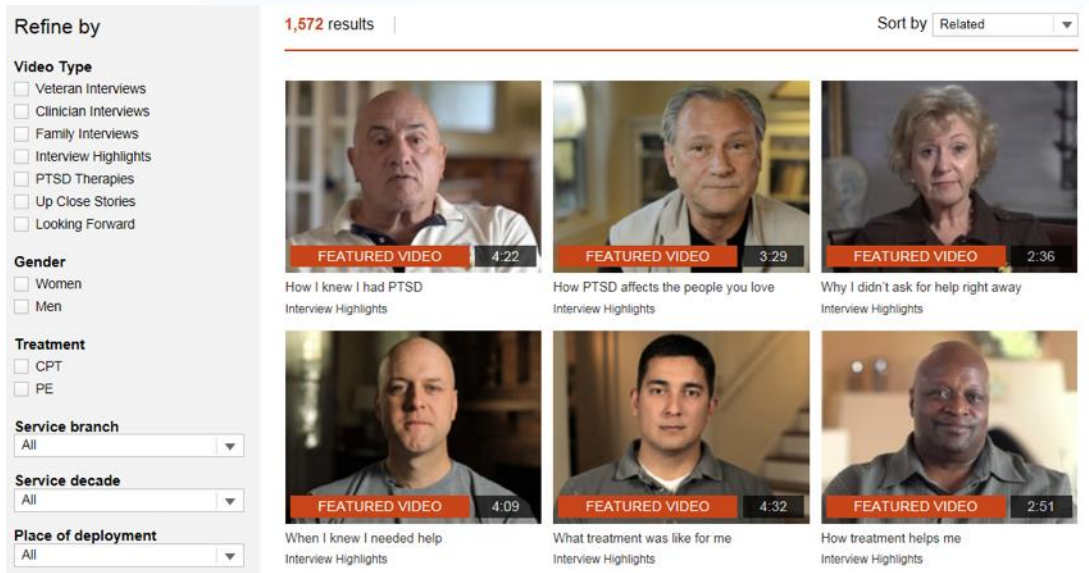 Refine by
Video Type
Veteran Interviews
Clinician Interviews
Family Interviews
Interview Highlights
PTSD Therapies
Up Close Stories
Looking Forward
Gender
Women
Men
Treatment
CPT
PE
Service branch
All
Service decade
All
Place of deployment
All
1,572 results
Sort by Related
FEATURED VIDEO 4:22
How I knew I had PTSD
Interview Highlights
FEATURED VIDEO 3:29
How PTSD affects the people you love
Interview Highlights
FEATURED VIDEO 2:36
Why I didn't ask for help right away
Interview Highlights
FEATURED VIDEO 4:09
When I knew I needed help
Interview Highlights
FEATURED VIDEO 4:32
What treatment was like for me
Interview Highlights
FEATURED VIDEO 2:51
How treatment helps me
Interview Highlights